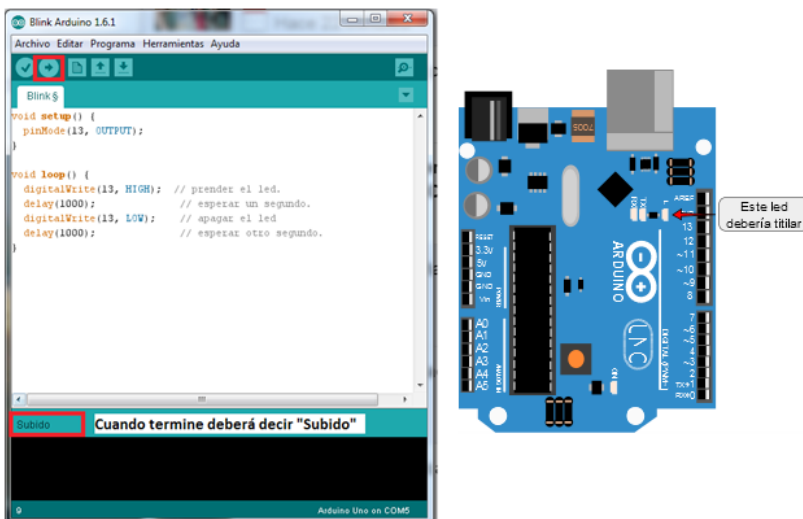 Blink Arduino 1.6.1
Archivo Editar Programa Herramientas Ayuda
Blink §
void setup() {
pinMode(13, OUTPUT);
}
void loop() {
digitalWrite(13, HIGH); // prender el led.
delay(1000); // esperar un segundo.
digitalWrite(13, LOW); // apagar el led
delay(1000); // esperar otro segundo.
}
Subido
Cuando termine deberá decir "Subido"
9
Arduino Uno on COM5
Este led
debería titilar
AREF
13
12
~11
~10
~9
8
7
~6
~5
4
~3
2
TX→1
RX←0
RESET
3.3V
5V
GND
GND
Vin
POWER
A0
A1
A2
A3
A4
A5
ANALOG IN
TX
RX
L
ARDUINO
UNO
ON